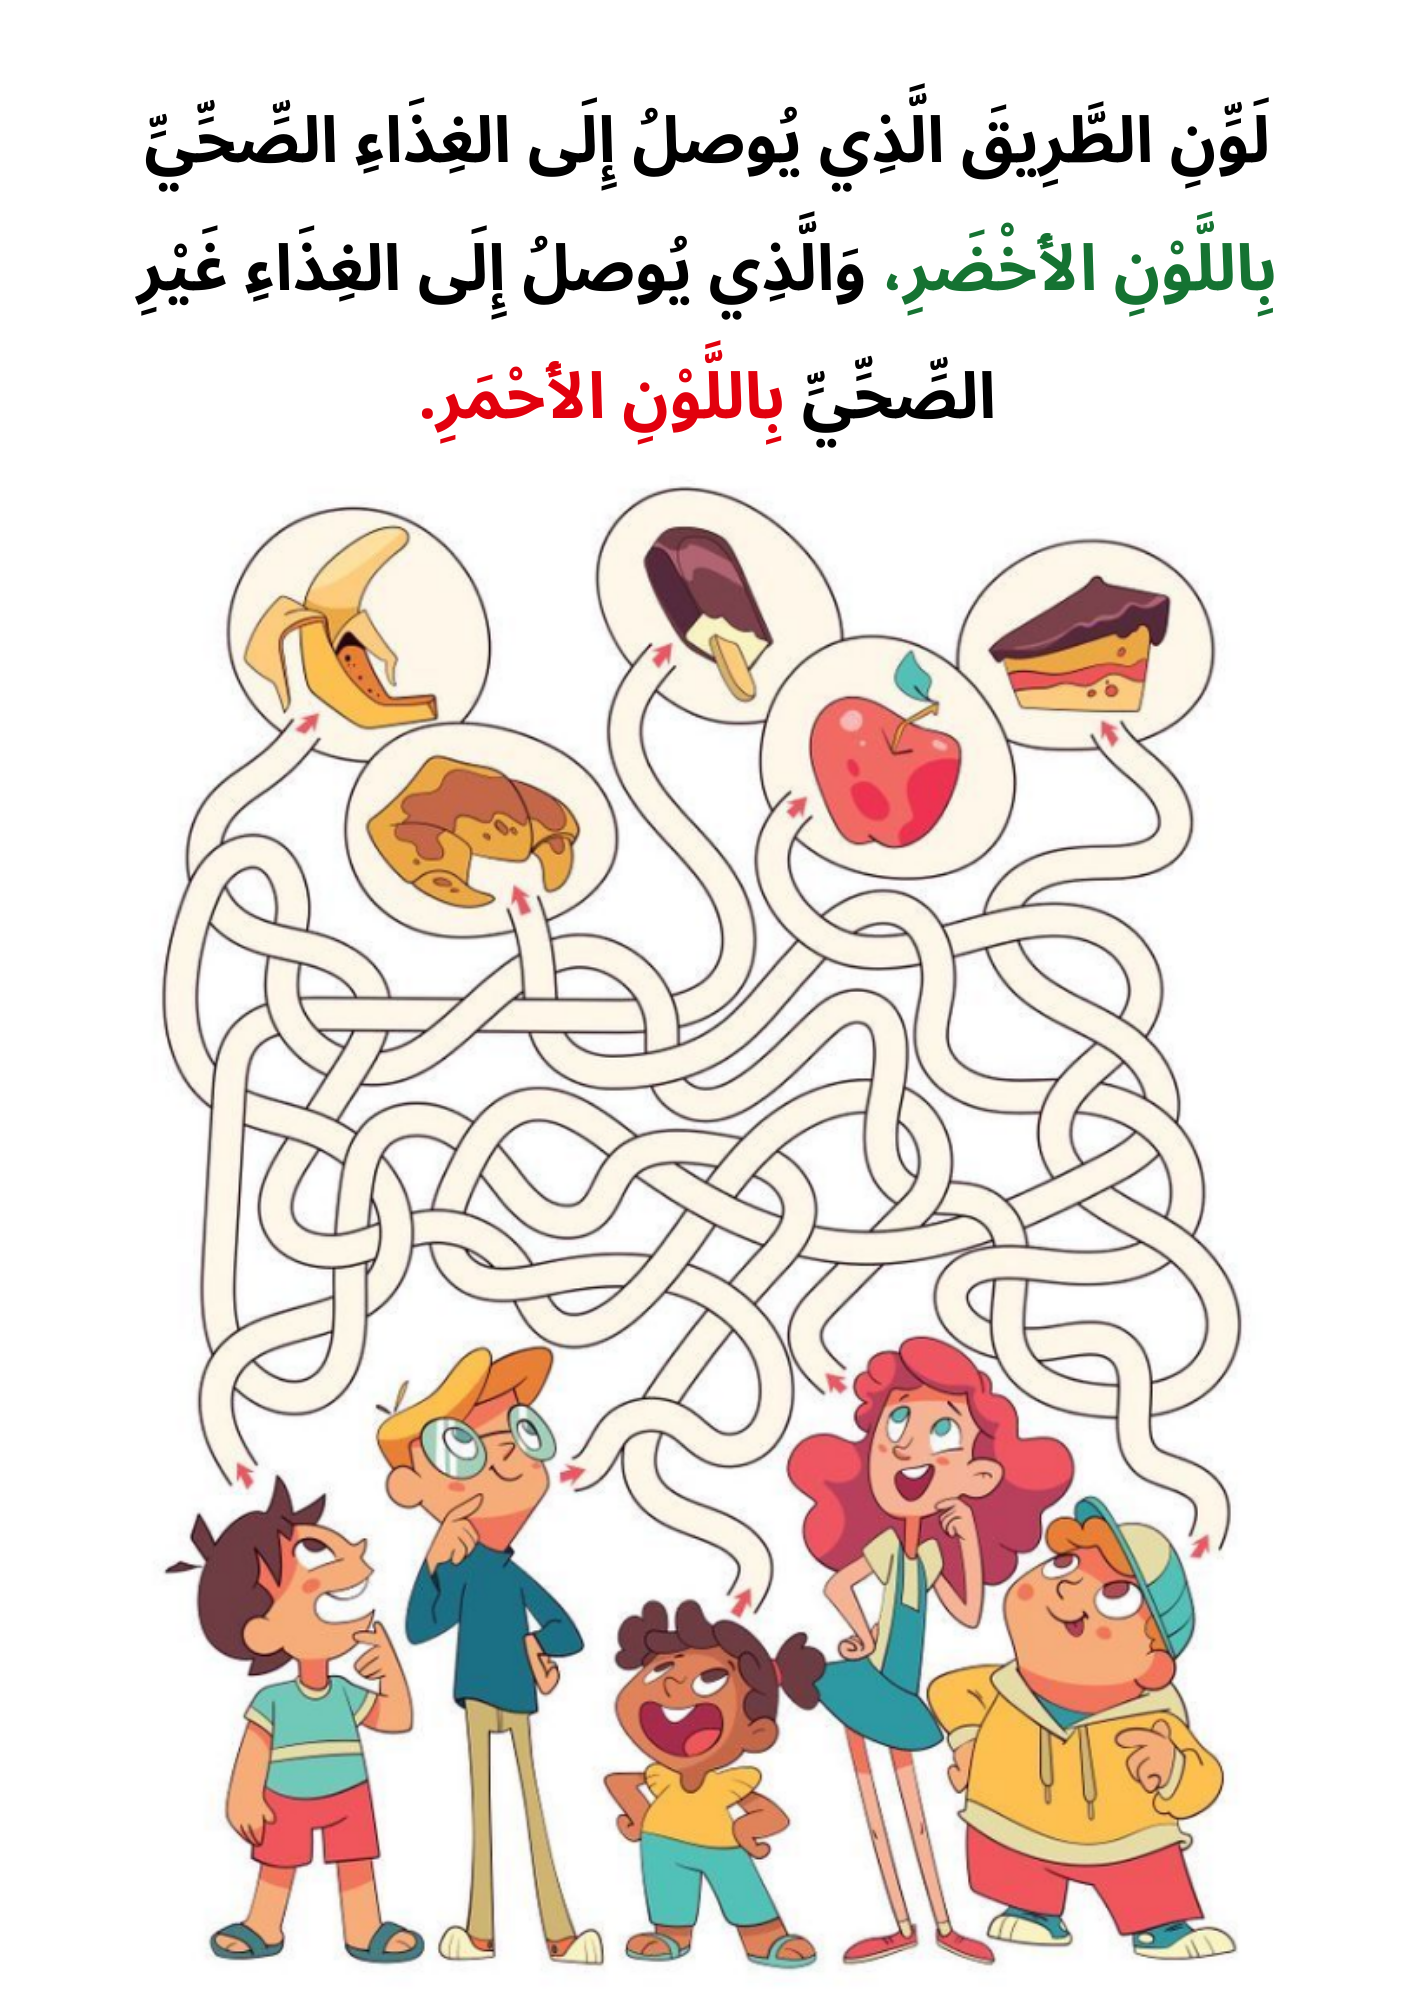 لَوِّنِ الطَّرِيقَ الَّذِي يُوصلُ إِلَى الغِذَاءِ الصِّحِّيِّ
بِاللَّوْنِ الأَخْضَرِ، وَالَّذِي يُوصلُ إِلَى الغِذَاءِ غَيْرِ
الصِّحِّيِّ بِاللَّوْنِ الأَحْمَرِ.